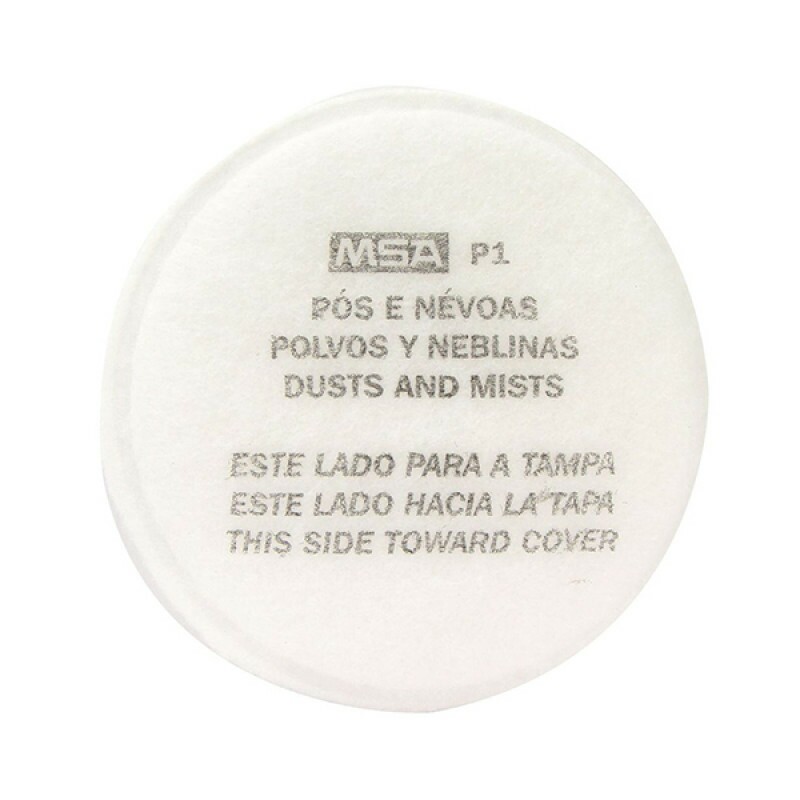 MSA P1
PÓS E NÉVOAS
POLVOS Y NEBLINAS
DUSTS AND MISTS
ESTE LADO PARA A TAMPA
ESTE LADO HACIA LA TAPA
THIS SIDE TOWARD COVER